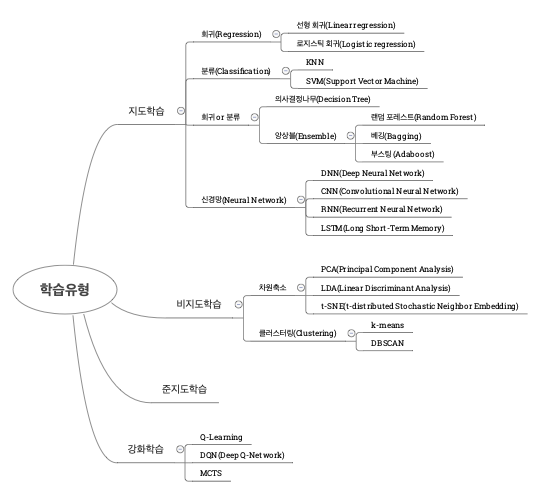 학습유형
지도학습
회귀(Regression)
선형 회귀(Linear regression)
로지스틱 회귀(Logistic regression)
분류(Classification)
KNN
SVM(Support Vector Machine)
회귀 or 분류
의사결정나무(Decision Tree)
앙상블(Ensemble)
랜덤 포레스트(Random Forest)
배깅(Bagging)
부스팅(Adaboost)
신경망(Neural Network)
DNN(Deep Neural Network)
CNN(Convolutional Neural Network)
RNN(Recurrent Neural Network)
LSTM(Long Short-Term Memory)
비지도학습
차원축소
PCA(Principal Component Analysis)
LDA(Linear Discriminant Analysis)
t-SNE(t-distributed Stochastic Neighbor Embedding)
클러스터링(Clustering)
k-means
DBSCAN
준지도학습
강화학습
Q-Learning
DQN(Deep Q-Network)
MCTS